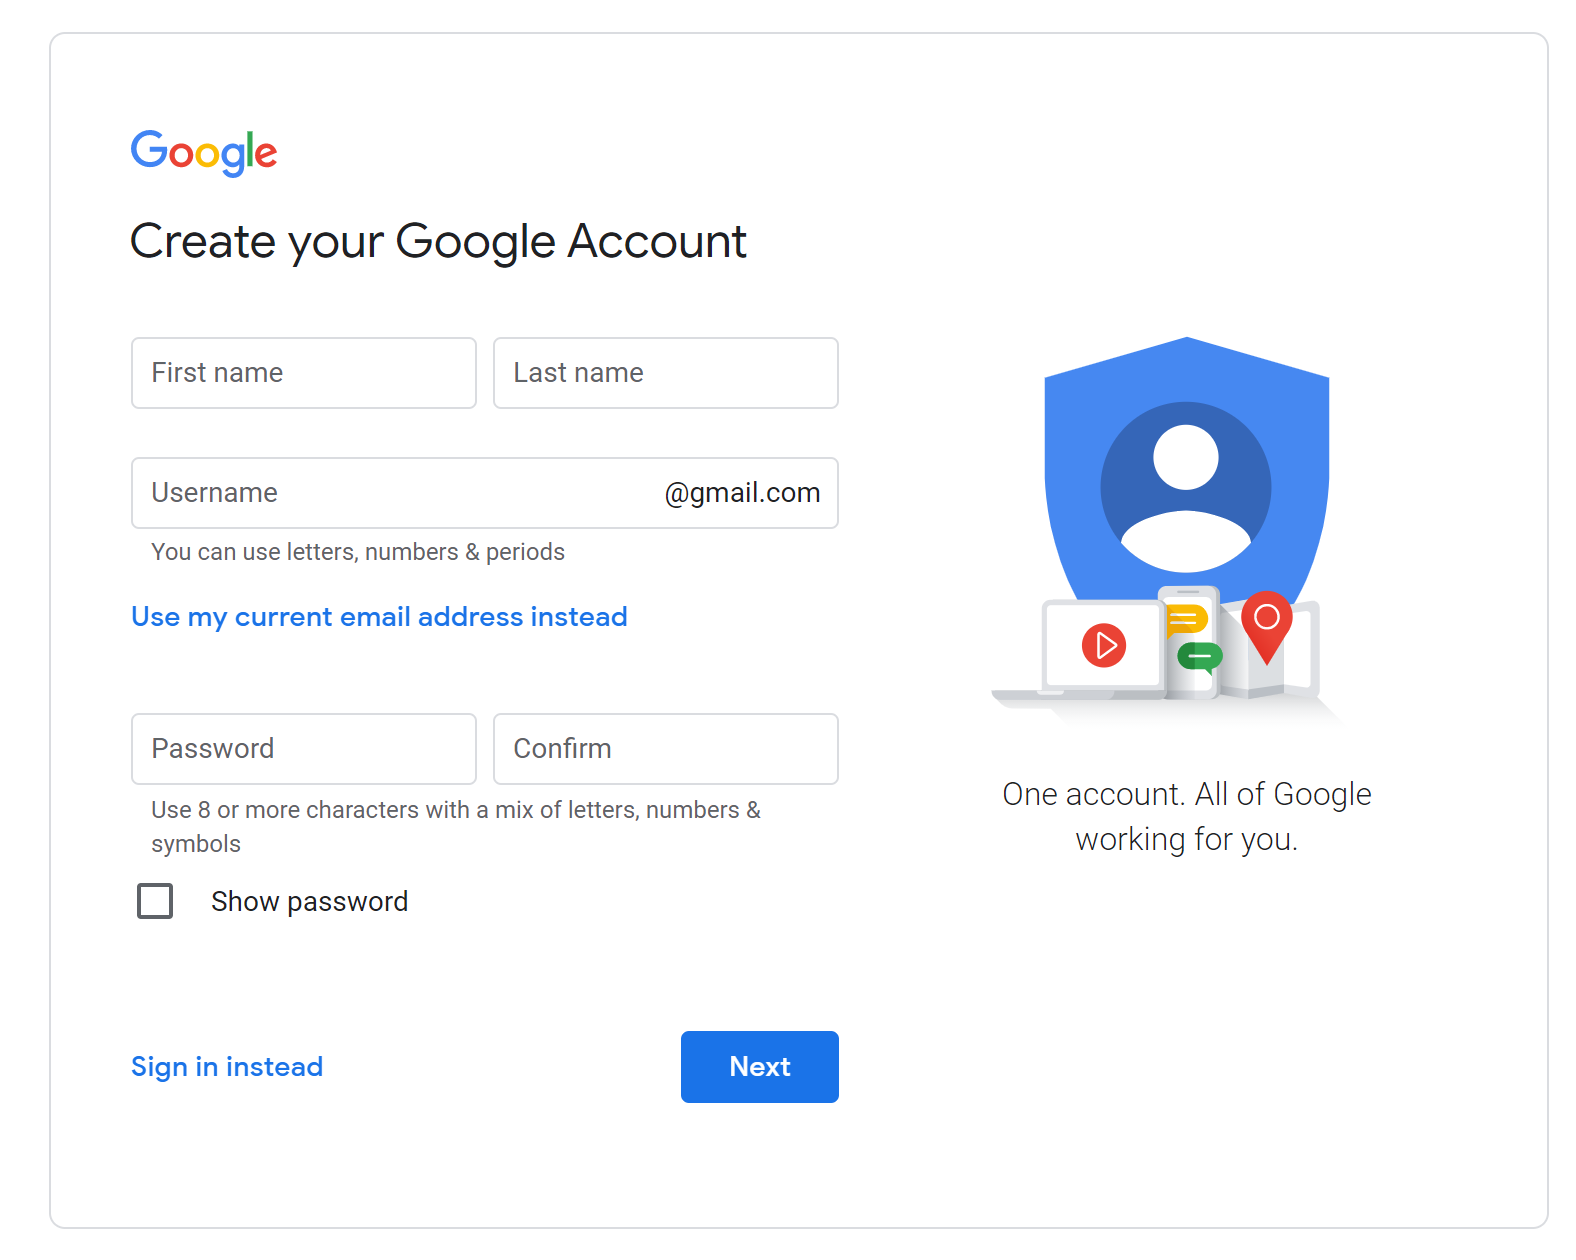 Google
Create your Google Account
First name
Last name
Username
@gmail.com
You can use letters, numbers & periods
Use my current email address instead
Password
Confirm
Use 8 or more characters with a mix of letters, numbers &
symbols
Show password
Sign in instead
Next
One account. All of Google
working for you.